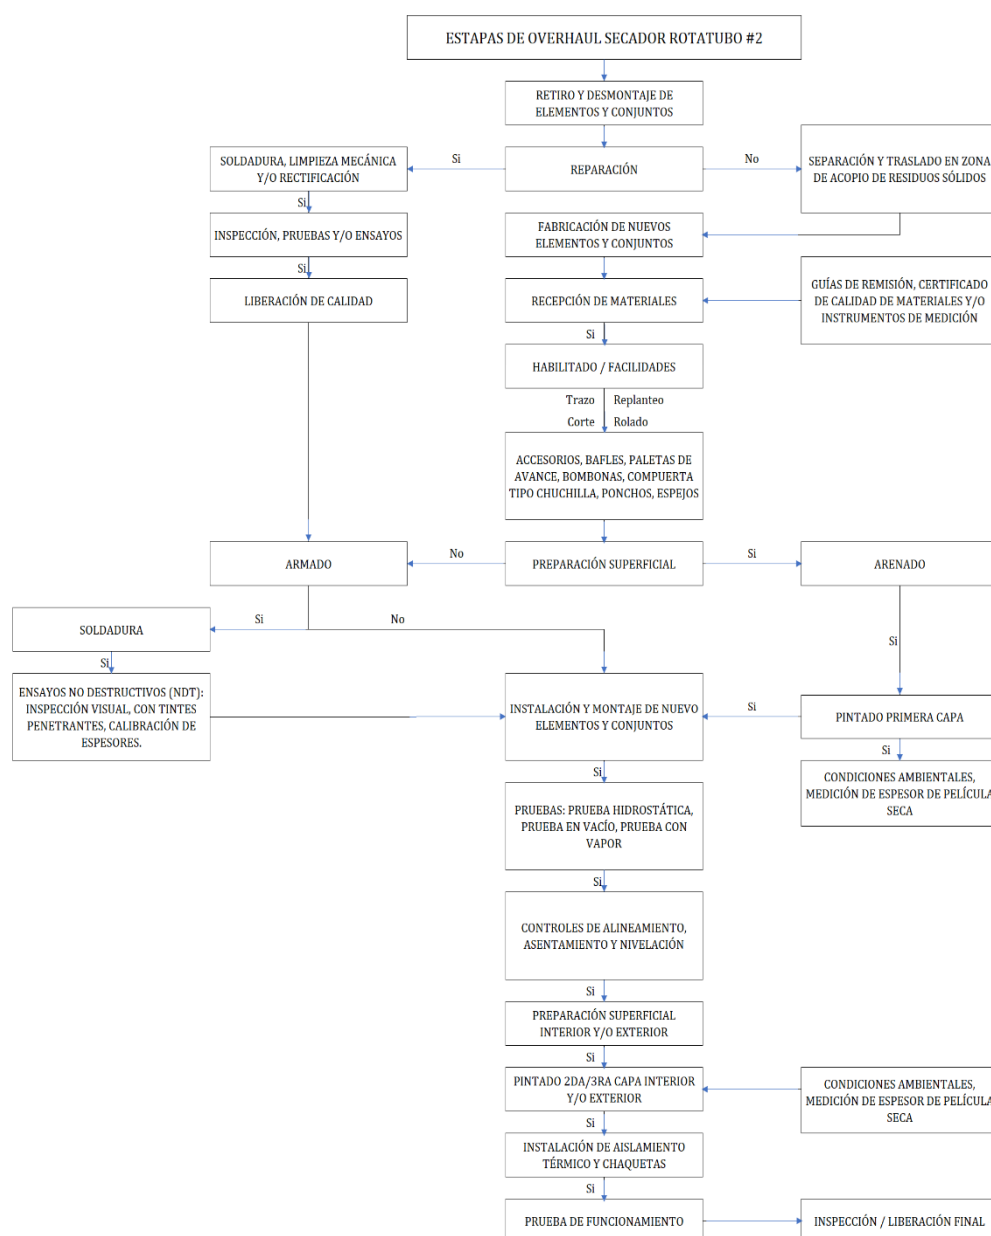 ESTAPAS DE OVERHAUL SECADOR ROTATUBO #2
RETIRO Y DESMONTAJE DE
ELEMENTOS Y CONJUNTOS
SOLDADURA, LIMPIEZA MECÁNICA
Y/O RECTIFICACIÓN
Si
REPARACIÓN
No
SEPARACIÓN Y TRASLADO EN ZONA
DE ACOPIO DE RESIDUOS SÓLIDOS
Si
INSPECCIÓN, PRUEBAS Y/O ENSAYOS
FABRICACIÓN DE NUEVOS
ELEMENTOS Y CONJUNTOS
Si
LIBERACIÓN DE CALIDAD
RECEPCIÓN DE MATERIALES
GUÍAS DE REMISIÓN, CERTIFICADO
DE CALIDAD DE MATERIALES Y/O
INSTRUMENTOS DE MEDICIÓN
Si
HABILITADO / FACILIDADES
Trazo Replanteo
Corte Rolado
ACCESORIOS, BAFLES, PALETAS DE
AVANCE, BOMBONAS, COMPUERTA
TIPO CHUCHILLA, PONCHOS, ESPEJOS
ARMADO
No
PREPARACIÓN SUPERFICIAL
Si
ARENADO
SOLDADURA
Si
No
Si
Si
ENSAYOS NO DESTRUCTIVOS (NDT):
INSPECCIÓN VISUAL, CON TINTES
PENETRANTES, CALIBRACIÓN DE
ESPESORES.
INSTALACIÓN Y MONTAJE DE NUEVO
ELEMENTOS Y CONJUNTOS
Si
PINTADO PRIMERA CAPA
Si
Si
PRUEBAS: PRUEBA HIDROSTÁTICA,
PRUEBA EN VACÍO, PRUEBA CON
VAPOR
CONDICIONES AMBIENTALES,
MEDICIÓN DE ESPESOR DE PELÍCULA
SECA
Si
CONTROLES DE ALINEAMIENTO,
ASENTAMIENTO Y NIVELACIÓN
Si
PREPARACIÓN SUPERFICIAL
INTERIOR Y/O EXTERIOR
Si
PINTADO 2DA/3RA CAPA INTERIOR
Y/O EXTERIOR
CONDICIONES AMBIENTALES,
MEDICIÓN DE ESPESOR DE PELÍCULA
SECA
Si
INSTALACIÓN DE AISLAMIENTO
TÉRMICO Y CHAQUETAS
Si
PRUEBA DE FUNCIONAMIENTO
INSPECCIÓN / LIBERACIÓN FINAL